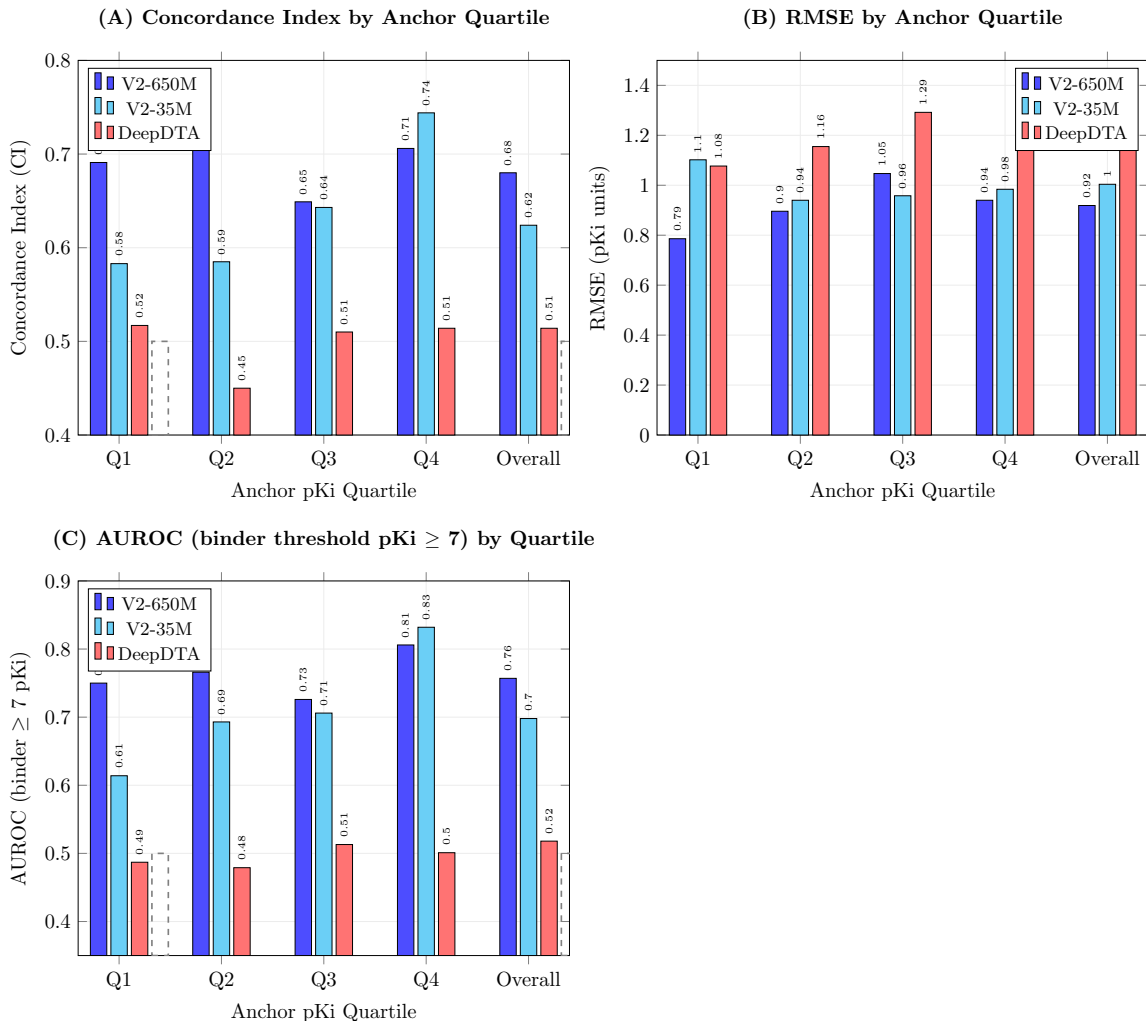 (A) Concordance Index by Anchor Quartile
0.8
0.7
0.6
0.5
0.4
Concordance Index (CI)
V2-650M
V2-35M
DeepDTA
0.58
0.52
0.59
0.45
0.65
0.64
0.51
0.71
0.74
0.51
0.68
0.62
0.51
Q1 Q2 Q3 Q4 Overall
Anchor pKi Quartile
(B) RMSE by Anchor Quartile
1.4
1.2
1
0.8
0.6
0.4
0.2
0
RMSE (pKi units)
V2-650M
V2-35M
DeepDTA
0.79
1.1
1.08
0.9
0.94
1.16
1.05
0.96
1.29
0.94
0.98
0.92
1
Q1 Q2 Q3 Q4 Overall
Anchor pKi Quartile
(C) AUROC (binder threshold pKi ≥ 7) by Quartile
0.9
0.8
0.7
0.6
0.5
0.4
AUROC (binder ≥ 7 pKi)
V2-650M
V2-35M
DeepDTA
0.61
0.49
0.69
0.48
0.73
0.71
0.51
0.81
0.83
0.5
0.76
0.7
0.52
Q1 Q2 Q3 Q4 Overall
Anchor pKi Quartile